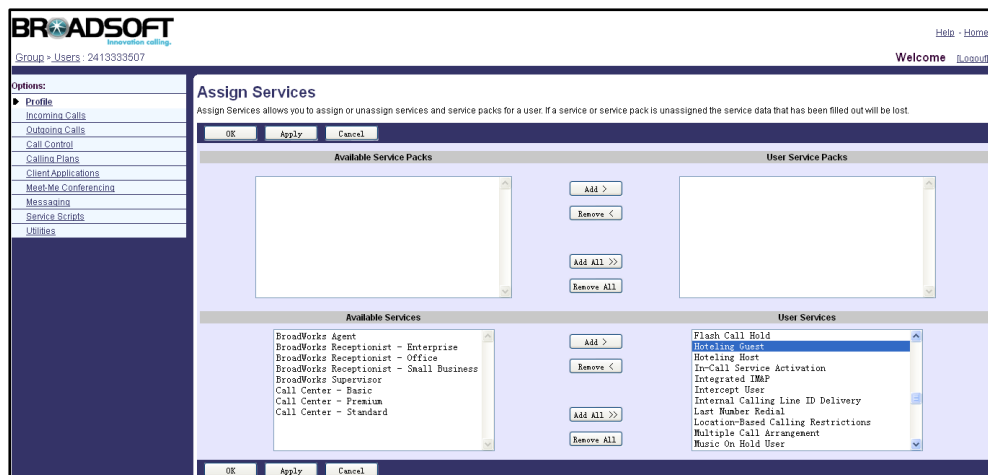 BROADSOFT
Innovation calling.
Help - Home
Group > Users : 2413333507
Welcome [Logout]
Options:
Profile
Incoming Calls
Outgoing Calls
Call Control
Calling Plans
Client Applications
Meet-Me Conferencing
Messaging
Service Scripts
Utilities
Assign Services
Assign Services allows you to assign or unassign services and service packs for a user. If a service or service pack is unassigned the service data that has been filled out will be lost.
OK Apply Cancel
Available Service Packs User Service Packs
Add >
Remove <
Add All >>
Remove All
Available Services User Services
BroadWorks Agent
BroadWorks Receptionist - Enterprise
BroadWorks Receptionist - Office
BroadWorks Receptionist - Small Business
BroadWorks Supervisor
Call Center - Basic
Call Center - Premium
Call Center - Standard
Add >
Remove <
Add All >>
Remove All
Flash Call Hold
Hoteling Guest
Hoteling Host
In-Call Service Activation
Integrated IM&P
Intercept User
Internal Calling Line ID Delivery
Last Number Redial
Location-Based Calling Restrictions
Multiple Call Arrangement
Music On Hold User
OK Apply Cancel